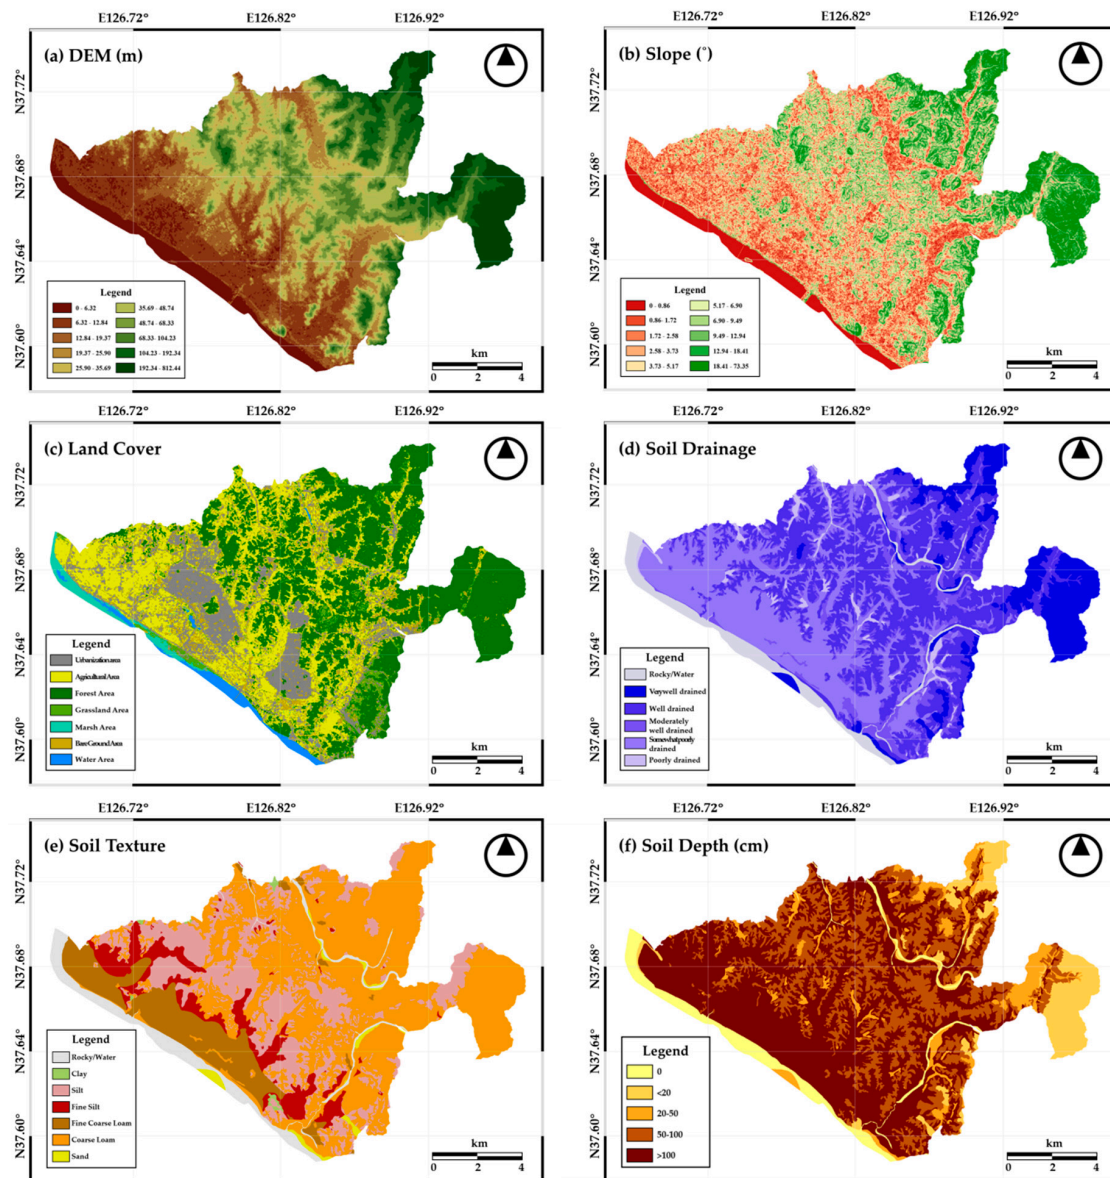 E126.72° E126.82° E126.92°
(a) DEM (m)
N37.72°
N37.68°
N37.64°
N37.60°
Legend
0 - 6.32
6.32 - 12.84
12.84 - 19.37
19.37 - 25.90
25.90 - 35.69
35.69 - 48.74
48.74 - 68.33
68.33 - 104.23
104.23 - 192.34
192.34 - 812.44
km
0 2 4
E126.72° E126.82° E126.92°
(b) Slope (°)
N37.72°
N37.68°
N37.64°
N37.60°
Legend
0 - 0.86
0.86- 1.72
1.72 - 2.58
2.58 - 3.73
3.73 - 5.17
5.17 - 6.90
6.90 - 9.49
9.49 - 12.94
12.94 - 18.41
18.41 - 73.35
km
0 2 4
E126.72° E126.82° E126.92°
(c) Land Cover
N37.72°
N37.68°
N37.64°
N37.60°
Legend
Urbanization area
Agricultural Area
Forest Area
Grassland Area
Marsh Area
Bare Ground Area
Water Area
km
0 2 4
E126.72° E126.82° E126.92°
(d) Soil Drainage
N37.72°
N37.68°
N37.64°
N37.60°
Legend
Rocky/Water
Very well drained
Well drained
Moderately
well drained
Somewhat poorly
drained
Poorly drained
km
0 2 4
E126.72° E126.82° E126.92°
(e) Soil Texture
N37.72°
N37.68°
N37.64°
N37.60°
Legend
Rocky/Water
Clay
Silt
Fine Silt
Fine Coarse Loam
Coarse Loam
Sand
km
0 2 4
E126.72° E126.82° E126.92°
(f) Soil Depth (cm)
N37.72°
N37.68°
N37.64°
N37.60°
Legend
0
<20
20-50
50-100
>100
km
0 2 4